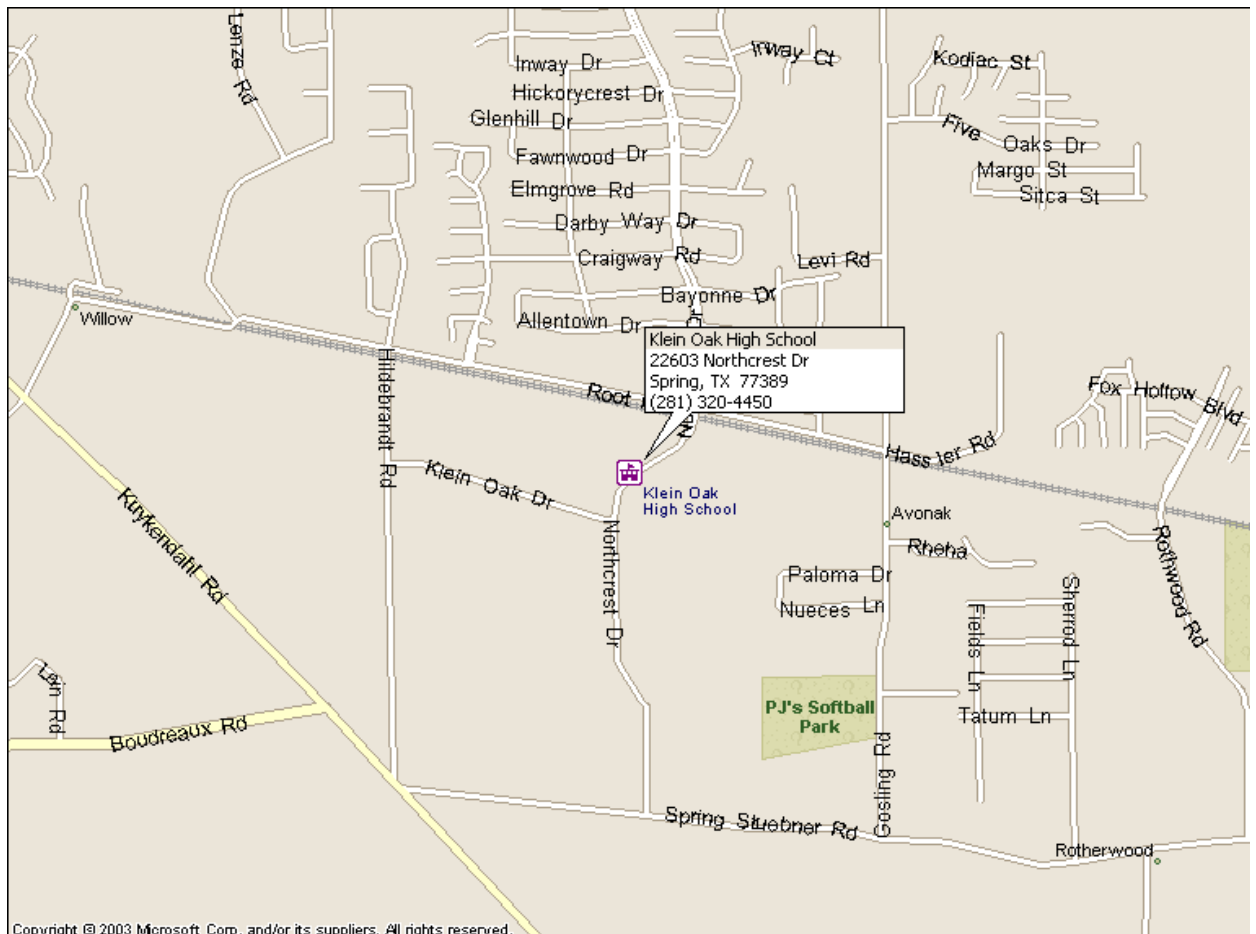 Lenze Rd
Inway Dr
Inway Ct
Kodiac St
Hickorycrest Dr
Glenhill Dr
Five Oaks Dr
Fawnwood Dr
Margo St
Elmgrove Rd
Sitca St
Darby Way Dr
Craigway Rd
Levi Rd
Bayonne Dr
Willow
Allentown Dr
Dr
Klein Oak High School
22603 Northcrest Dr
Spring, TX 77389
(281) 320-4450
Hildebrandt Rd
Root
Fox Hollow Blvd
Hassler Rd
Klein Oak Dr
Klein Oak
High School
Kuykendahl Rd
Avonak
Northcrest Dr
Rheha
Rothwood Rd
Paloma Dr
Nueces Ln
Fields Ln
Sherrod Ln
Boudreaux Rd
PJ's Softball
Park
Tatum Ln
Gosling Rd
Spring Stuebner Rd
Rotherwood
Copyright © 2003 Microsoft Corp. and/or its suppliers. All rights reserved.